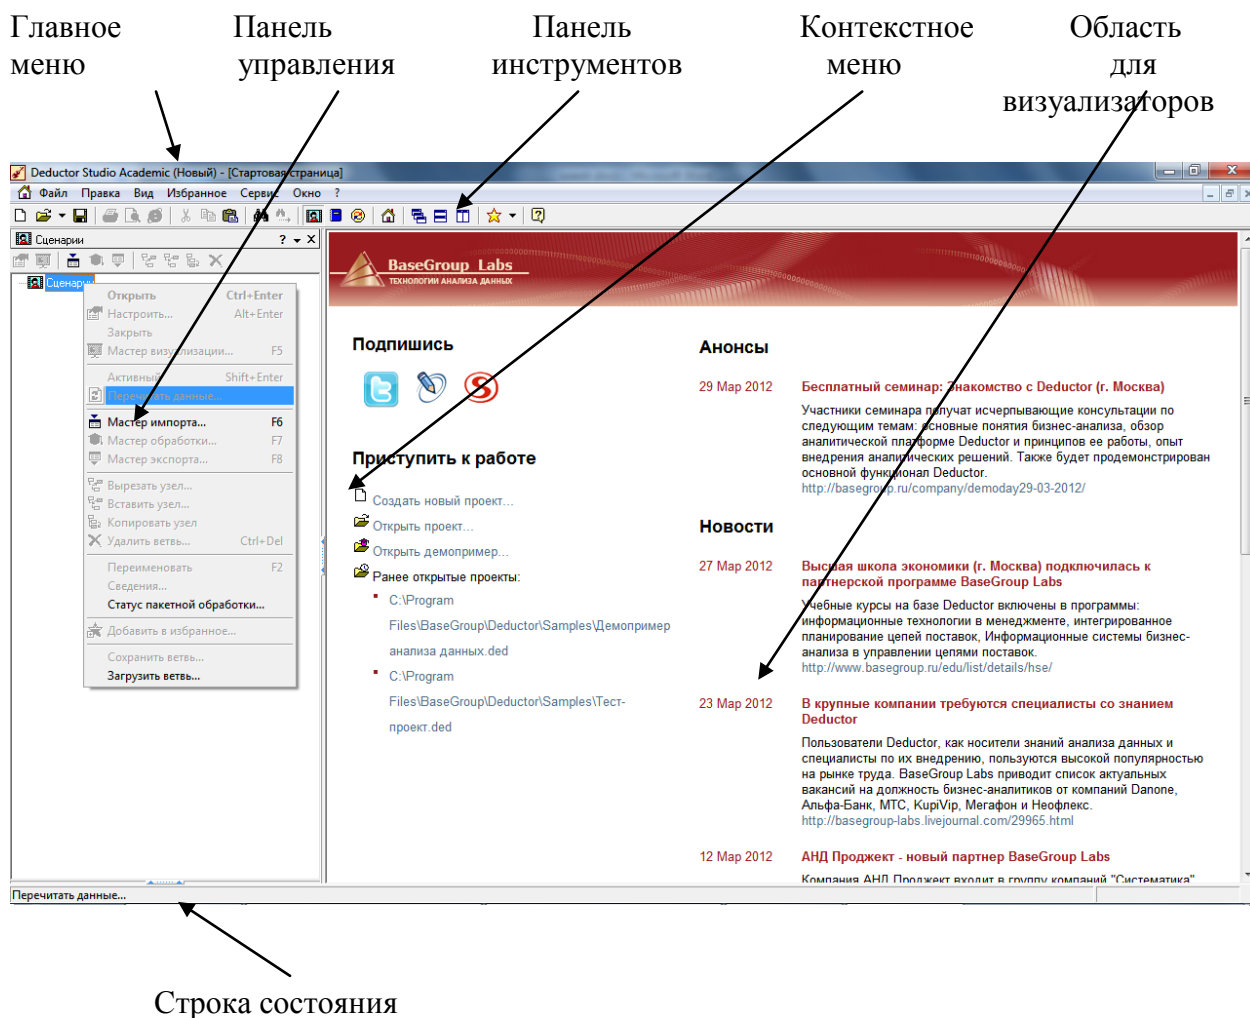 Главное меню
Панель управления
Панель инструментов
Контекстное меню
Область для визуализаторов
Deductor Studio Academic (Новый) - [Стартовая страница]
Файл Правка Вид Избранное Сервис Окно ?
Сценарии ?
Сценарии
Открыть Ctrl+Enter
Настроить... Alt+Enter
Закрыть
Мастер визуализации... F5
Активный Shift+Enter
Перечитать данные...
Мастер импорта... F6
Мастер обработки... F7
Мастер экспорта... F8
Вырезать узел...
Вставить узел...
Копировать узел
Удалить ветвь... Ctrl+Del
Переименовать F2
Сведения...
Статус пакетной обработки...
Добавить в избранное...
Сохранить ветвь...
Загрузить ветвь...
BaseGroup Labs
ТЕХНОЛОГИИ АНАЛИЗА ДАННЫХ
Подпишись
Приступить к работе
Создать новый проект...
Открыть проект...
Открыть демопример...
Ранее открытые проекты:
C:\Program
Files\BaseGroup\Deductor\Samples\Демопример
анализа данных.ded
C:\Program
Files\BaseGroup\Deductor\Samples\Тест-
проект.ded
Анонсы
29 Мар 2012 Бесплатный семинар: Знакомство с Deductor (г. Москва)
Участники семинара получат исчерпывающие консультации по
следующим темам: основные понятия бизнес-анализа, обзор
аналитической платформе Deductor и принципов ее работы, опыт
внедрения аналитических решений. Также будет продемонстрирован
основной функционал Deductor.
http://basegroup.ru/company/demoday29-03-2012/
Новости
27 Мар 2012 Высшая школа экономики (г. Москва) подключилась к
партнерской программе BaseGroup Labs
Учебные курсы на базе Deductor включены в программы:
информационные технологии в менеджменте, интегрированное
планирование цепей поставок, Информационные системы бизнес-
анализа в управлении цепями поставок.
http://www.basegroup.ru/edu/list/details/hse/
23 Мар 2012 В крупные компании требуются специалисты со знанием
Deductor
Пользователи Deductor, как носители знаний анализа данных и
специалисты по их внедрению, пользуются высокой популярностью
на рынке труда. BaseGroup Labs приводит список актуальных
вакансий на должность бизнес-аналитиков от компаний Danone,
Альфа-Банк, МТС, KupiVip, Мегафон и Неофлекс.
http://basegroup-labs.livejournal.com/29965.html
12 Мар 2012 АНД Проджект - новый партнер BaseGroup Labs
Компания АНД Проджект входит в группу компаний "Систематика"
Перечитать данные...
Строка состояния